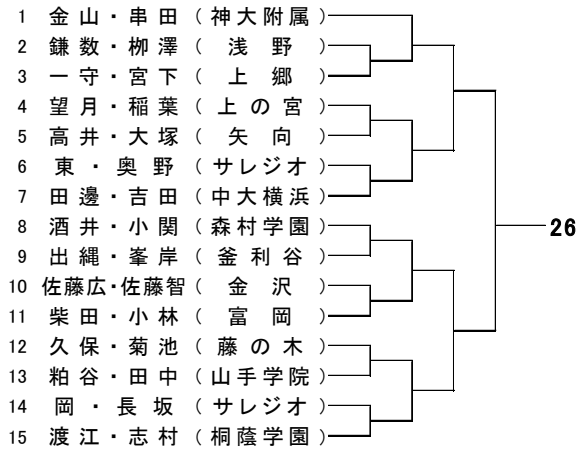 1 金山・串田 (神大附属)
2 鎌数・栁澤 (浅野)
3 一守・宮下 (上郷)
4 望月・稲葉 (上の宮)
5 高井・大塚 (矢向)
6 東・奥野 (サレジオ)
7 田邊・吉田 (中大横浜)
8 酒井・小関 (森村学園)
9 出縄・峯岸 (釜利谷)
10 佐藤広・佐藤智 (金沢)
11 柴田・小林 (富岡)
12 久保・菊池 (藤の木)
13 粕谷・田中 (山手学院)
14 岡・長坂 (サレジオ)
15 渡江・志村 (桐蔭学園)
26